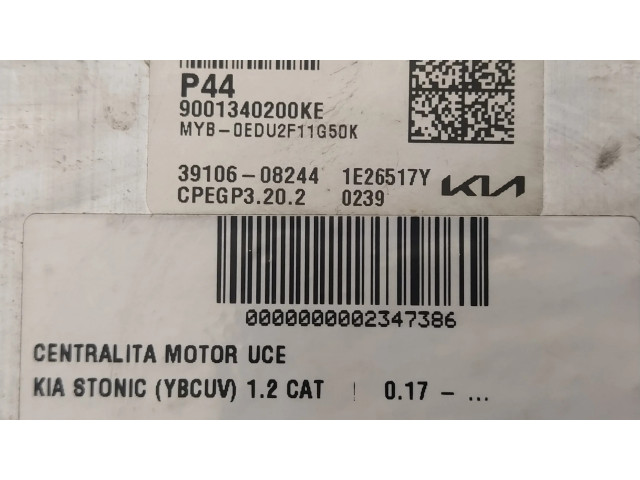 P44
9001340200KE
MYB-0EDU2F11G50K
39106-08244 1E26517Y KIA
CPEGP3.20.2 0239
0000000002347386
CENTRALITA MOTOR UCE
KIA STONIC (YBCUV) 1.2 CAT | 0.17 - ...